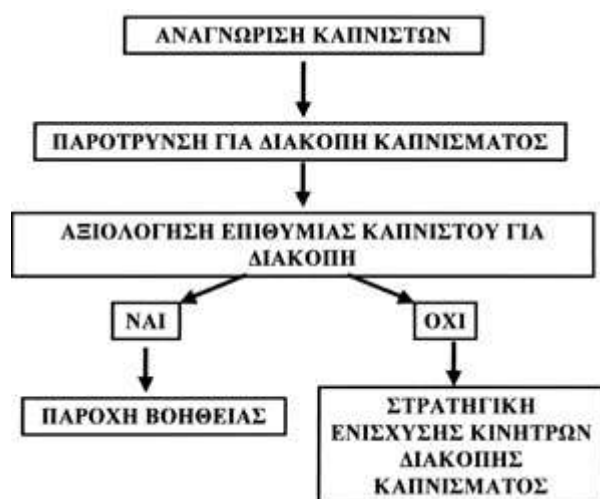 ΑΝΑΓΝΩΡΙΣΗ ΚΑΠΝΙΣΤΩΝ
ΠΑΡΟΤΡΥΝΣΗ ΓΙΑ ΔΙΑΚΟΠΗ ΚΑΠΝΙΣΜΑΤΟΣ
ΑΞΙΟΛΟΓΗΣΗ ΕΠΙΘΥΜΙΑΣ ΚΑΠΝΙΣΤΟΥ ΓΙΑ
ΔΙΑΚΟΠΗ
ΝΑΙ
ΟΧΙ
ΠΑΡΟΧΗ ΒΟΗΘΕΙΑΣ
ΣΤΡΑΤΗΓΙΚΗ
ΕΝΙΣΧΥΣΗΣ ΚΙΝΗΤΡΩΝ
ΔΙΑΚΟΠΗΣ
ΚΑΠΝΙΣΜΑΤΟΣ